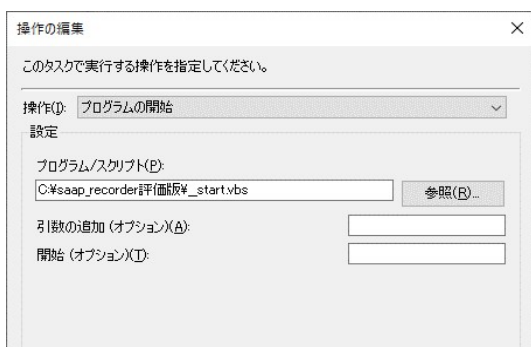 操作の編集
このタスクで実行する操作を指定してください。
操作(I): プログラムの開始
設定
プログラム/スクリプト(P):
C:¥saap_recorder評価版¥_start.vbs 参照(R)...
引数の追加 (オプション)(A):
開始 (オプション)(T):